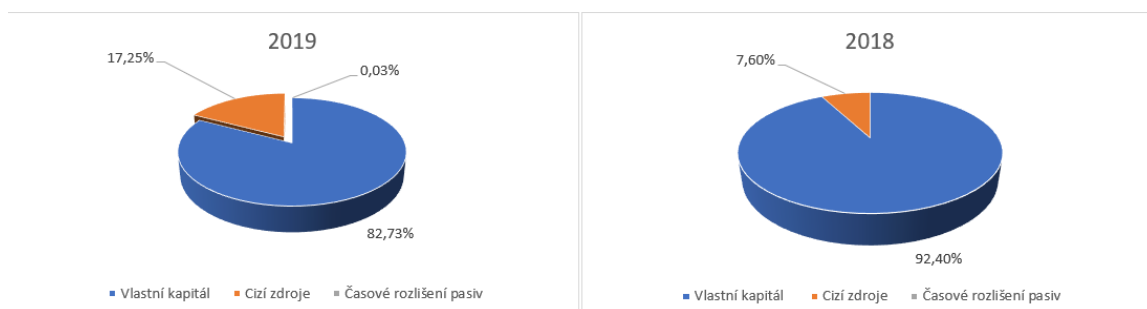 2019
17,25%
0,03%
82,73%
Vlastní kapitál
Cizí zdroje
Časové rozlišení pasiv
2018
7,60%
92,40%
Vlastní kapitál
Cizí zdroje
Časové rozlišení pasiv